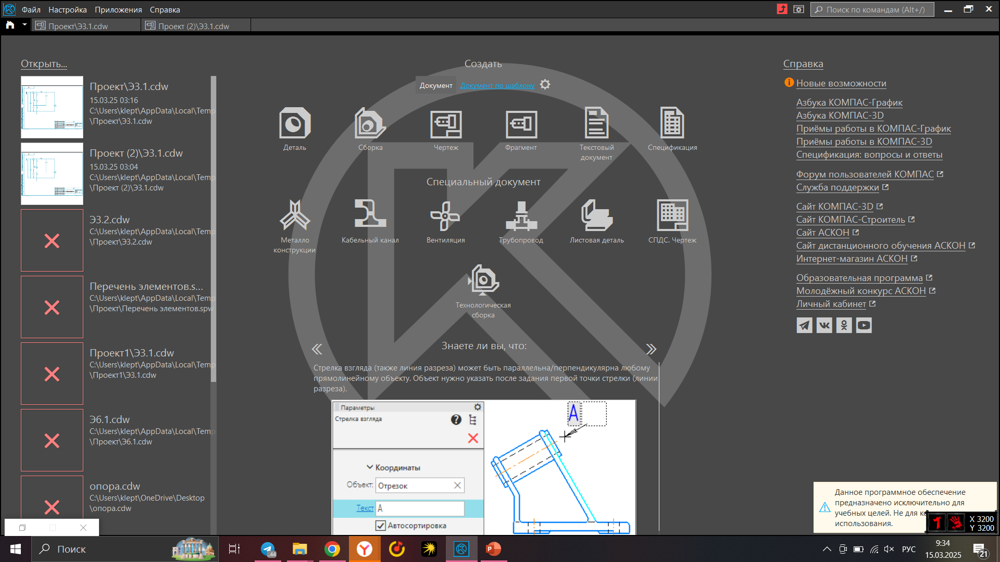 Файл Настройка Приложения Справка
Поиск по командам (Alt+/)
Проект\Э3.1.cdw
Проект (2)\Э3.1.cdw
Открыть...
Проект\Э3.1.cdw
15.03.25 03:16
C:\Users\klept\AppData\Local\Temp
\Проект\Э3.1.cdw
Проект (2)\Э3.1.cdw
15.03.25 03:04
C:\Users\klept\AppData\Local\Temp
\Проект (2)\Э3.1.cdw
Э3.2.cdw
C:\Users\klept\AppData\Local\Temp
\Проект\Э3.2.cdw
Перечень элементов.s...
C:\Users\klept\AppData\Local\Temp
\Проект\Перечень элементов.spw
Проект1\Э3.1.cdw
C:\Users\klept\AppData\Local\Temp
\Проект1\Э3.1.cdw
Э6.1.cdw
C:\Users\klept\AppData\Local\Temp
\Проект\Э6.1.cdw
опора.cdw
C:\Users\klept\OneDrive\Desktop
\опора.cdw
Создать
Документ
Документ по шаблону
Деталь
Сборка
Чертеж
Фрагмент
Текстовый
документ
Спецификация
Специальный документ
Металло
конструкции
Кабельный канал
Вентиляция
Трубопровод
Листовая деталь
СПДС. Чертеж
Технологическая
сборка
Знаете ли вы, что:
Стрелка взгляда (также линия разреза) может быть параллельна/перпендикулярна любому
прямолинейному объекту. Объект нужно указать после задания первой точки стрелки (линии
разреза).
Параметры
Стрелка взгляда
?
Координаты
Объект:
Отрезок
Текст
А
Автосортировка
А
Справка
Новые возможности
Азбука КОМПАС-График
Азбука КОМПАС-3D
Приёмы работы в КОМПАС-График
Приёмы работы в КОМПАС-3D
Спецификация: вопросы и ответы
Форум пользователей КОМПАС
Служба поддержки
Сайт КОМПАС-3D
Сайт КОМПАС-Строитель
Сайт АСКОН
Сайт дистанционного обучения АСКОН
Интернет-магазин АСКОН
Образовательная программа
Молодёжный конкурс АСКОН
Личный кабинет
Данное программное обеспечение
предназначено исключительно для
учебных целей. Не для ко
использования.
X 3200
Y 3200
Поиск
44
РУС
9:34
15.03.2025
21